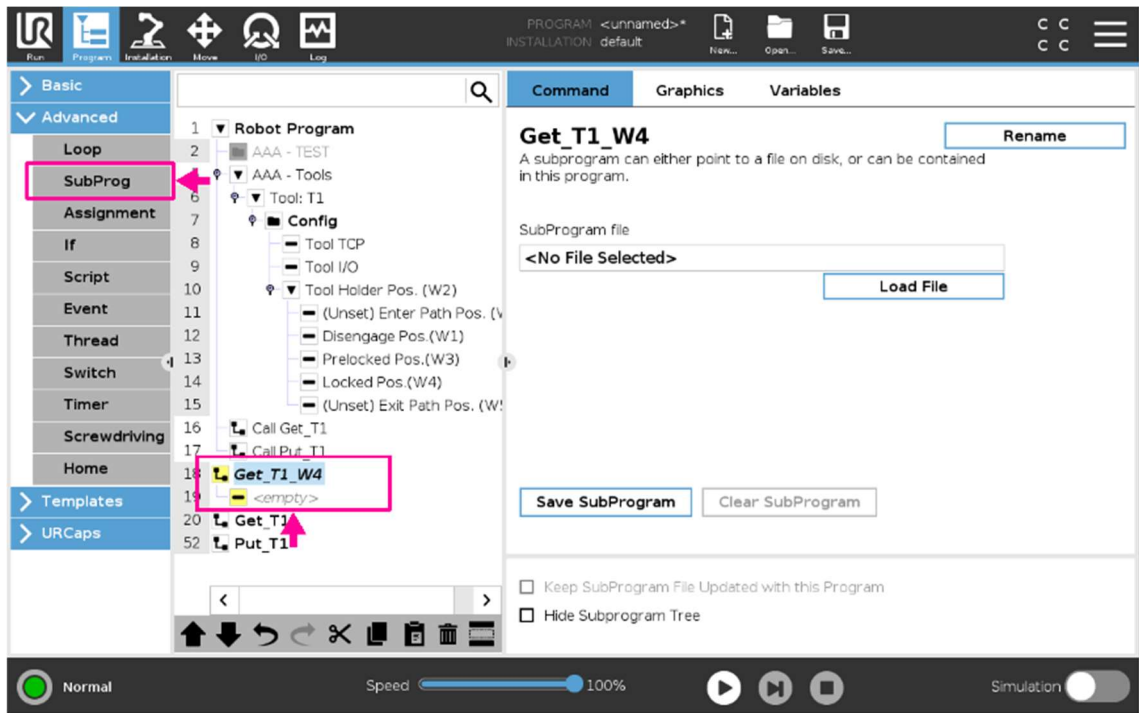 PROGRAM <unnamed>*
INSTALLATION default
Run
Program
Installation
Move
I/O
Log
New...
Open...
Save...
C C
C C
Basic
Advanced
Loop
SubProg
Assignment
If
Script
Event
Thread
Switch
Timer
Screwdriving
Home
Templates
URCaps
1 Robot Program
2 AAA - TEST
AAA - Tools
6 Tool: T1
7 Config
8 Tool TCP
9 Tool I/O
10 Tool Holder Pos. (W2)
11 (Unset) Enter Path Pos. (
12 Disengage Pos.(W1)
13 Prelocked Pos.(W3)
14 Locked Pos.(W4)
15 (Unset) Exit Path Pos. (W
16 Call Get_T1
17 Call Put_T1
18 Get_T1_W4
19 <empty>
20 Get_T1
52 Put_T1
Command Graphics Variables
Get_T1_W4
Rename
A subprogram can either point to a file on disk, or can be contained
in this program.
SubProgram file
<No File Selected>
Load File
Save SubProgram
Clear SubProgram
Keep SubProgram File Updated with this Program
Hide Subprogram Tree
Normal
Speed
100%
Simulation